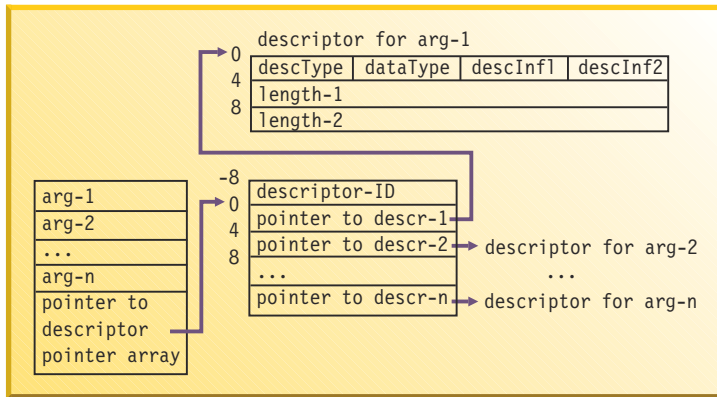 descriptor for arg-1
0
descType dataType descInf1 descInf2
4
length-1
8
length-2
-8
descriptor-ID
0
pointer to descr-1
4
pointer to descr-2 descriptor for arg-2
8
... ...
pointer to descr-n descriptor for arg-n
arg-1
arg-2
...
arg-n
pointer to
descriptor
pointer array